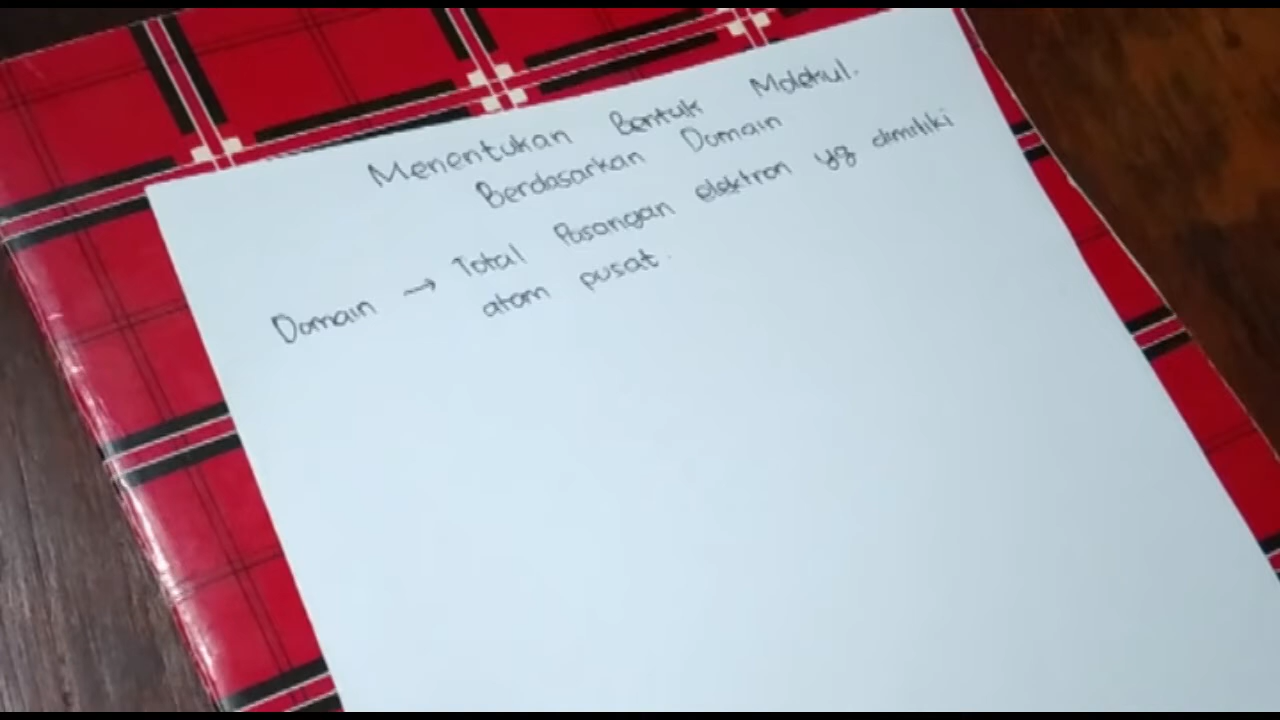 Menentukan Bentuk Molekul.
Berdasarkan Domain
Domain → Total Pasangan elektron yg dimiliki
atom pusat.